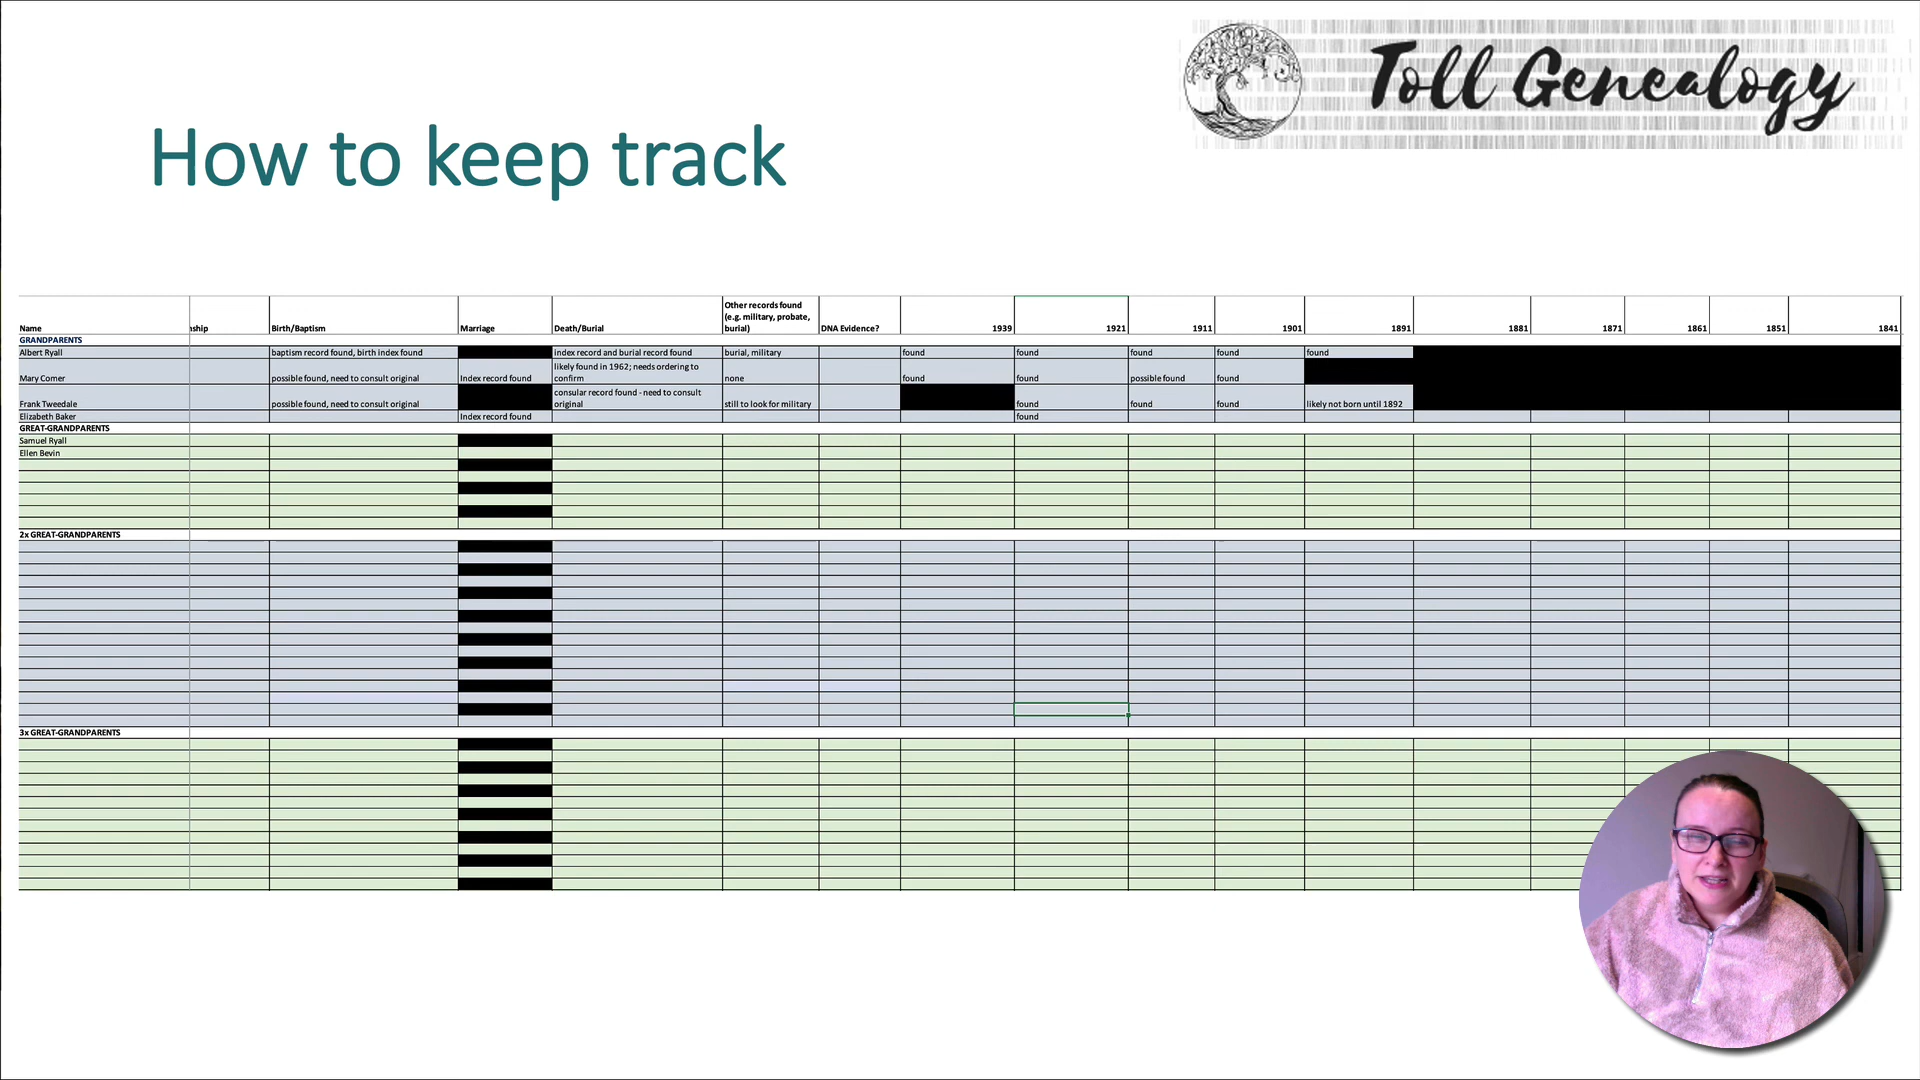 Toll Genealogy
How to keep track
Other records found
(e.g. military, probate,
Name nship Birth/Baptism Marriage Death/Burial burial) DNA Evidence? 1939 1921 1911 1901 1891 1881 1871 1861 1851 1841
GRANDPARENTS
Albert Ryall baptism record found, birth index found index record and burial record found burial, military found found found found found
likely found in 1962; needs ordering to
Mary Comer possible found, need to consult original Index record found confirm none found found possible found found
consular record found - need to consult
Frank Tweedale possible found, need to consult original original still to look for military found found found likely not born until 1892
Elizabeth Baker Index record found found
GREAT-GRANDPARENTS
Samuel Ryall
Ellen Bevin
2x GREAT-GRANDPARENTS
3x GREAT-GRANDPARENTS